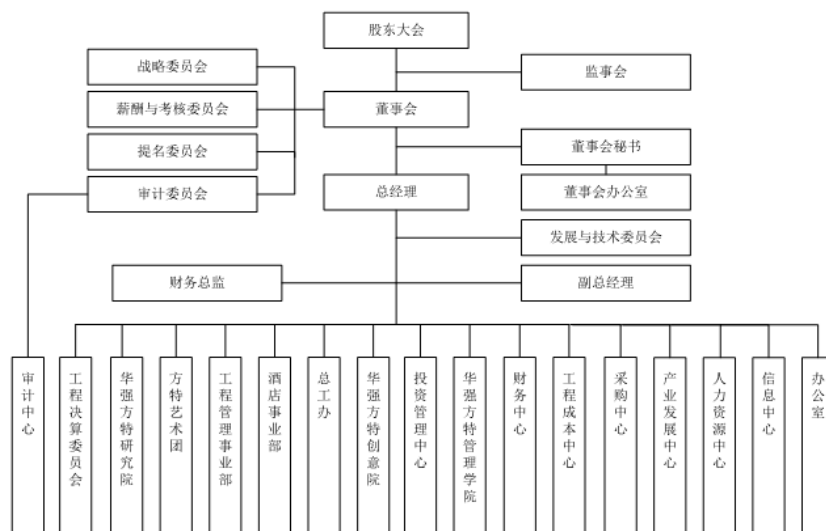 股东大会
战略委员会
监事会
薪酬与考核委员会
董事会
提名委员会
董事会秘书
审计委员会
总经理
董事会办公室
发展与技术委员会
财务总监
副总经理
审计中心
工程决算委员会
华强方特研究院
方特艺术团
工程管理事业部
酒店事业部
总工办
华强方特创意院
投资管理中心
华强方特管理学院
财务中心
工程成本中心
采购中心
产业发展中心
人力资源中心
信息中心
办公室